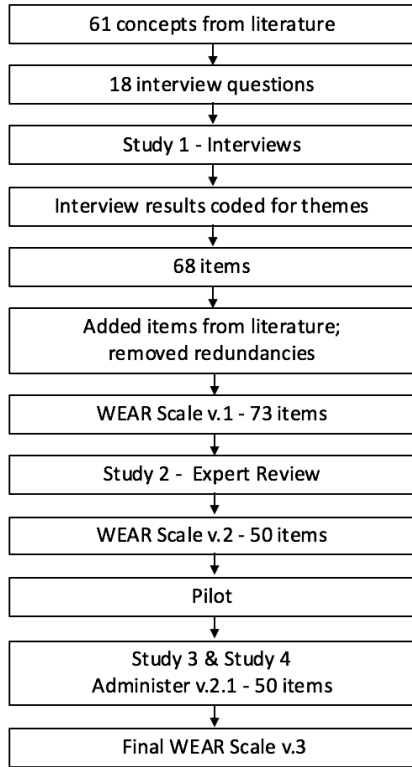 61 concepts from literature
18 interview questions
Study 1 - Interviews
Interview results coded for themes
68 items
Added items from literature;
removed redundancies
WEAR Scale v.1 - 73 items
Study 2 - Expert Review
WEAR Scale v.2 - 50 items
Pilot
Study 3 & Study 4
Administer v.2.1 - 50 items
Final WEAR Scale v.3